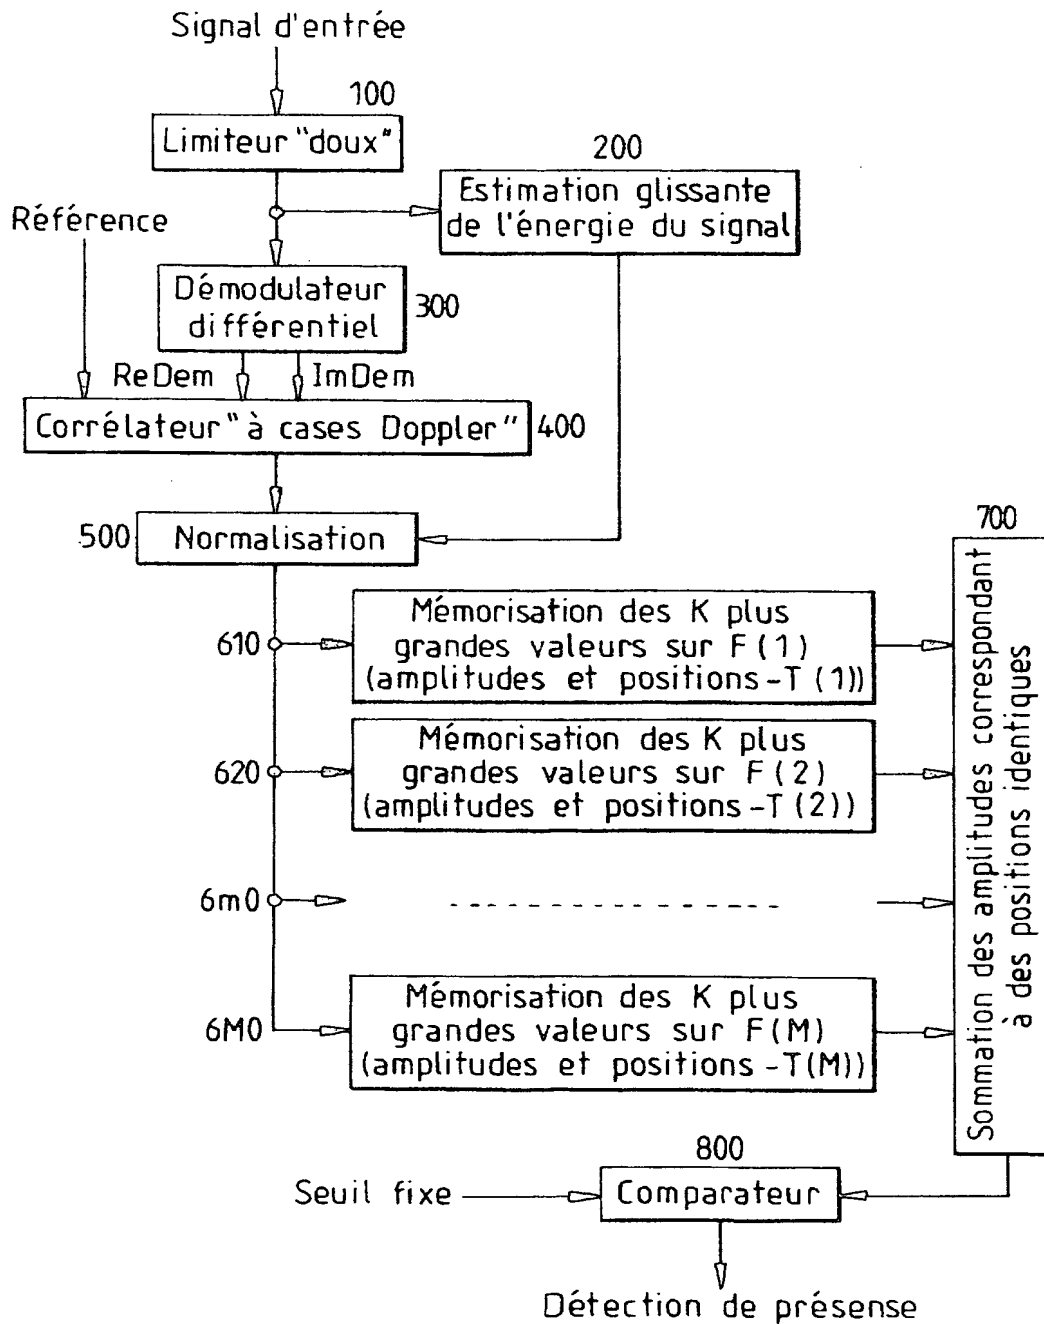 Signal d'entrée
100
Limiteur "doux"
200
Estimation glissante
de l'énergie du signal
Référence
Démodulateur
différentiel
300
ReDem
ImDem
Corrélateur "à cases Doppler"
400
500
Normalisation
700
610
Mémorisation des K plus
grandes valeurs sur F(1)
(amplitudes et positions-T(1))
620
Mémorisation des K plus
grandes valeurs sur F(2)
(amplitudes et positions-T(2))
6m0
6M0
Mémorisation des K plus
grandes valeurs sur F(M)
(amplitudes et positions-T(M))
Sommation des amplitudes correspondant
à des positions identiques
800
Seuil fixe
Comparateur
Détection de présense